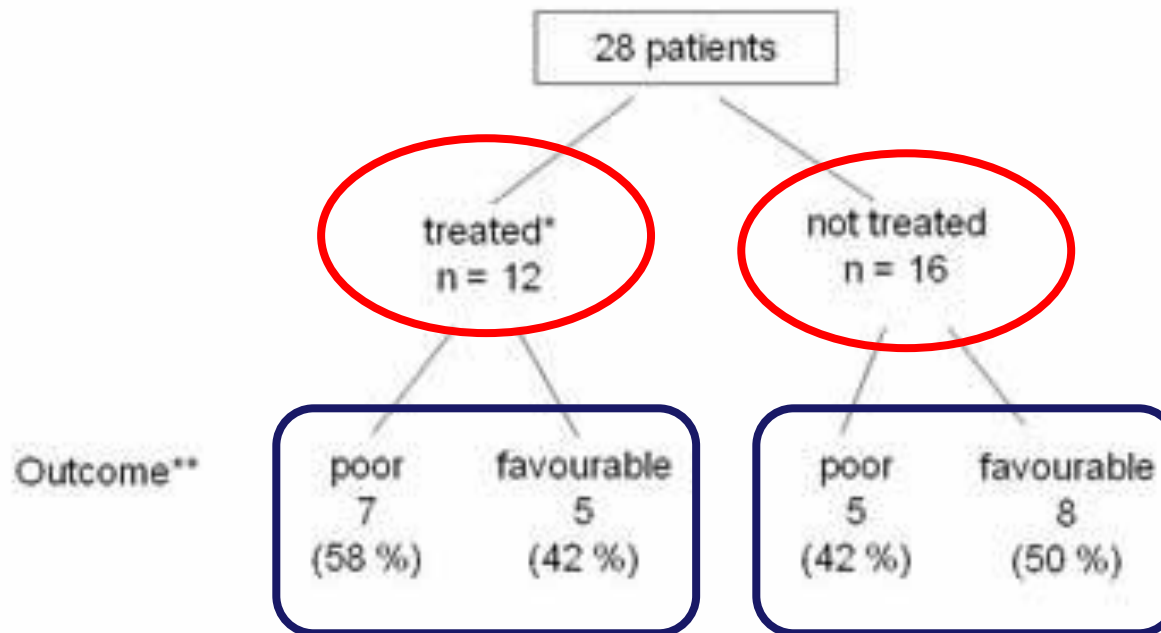 28 patients
treated*
n = 12
not treated
n = 16
Outcome**
poor
7
(58 %)
favourable
5
(42 %)
poor
5
(42 %)
favourable
8
(50 %)